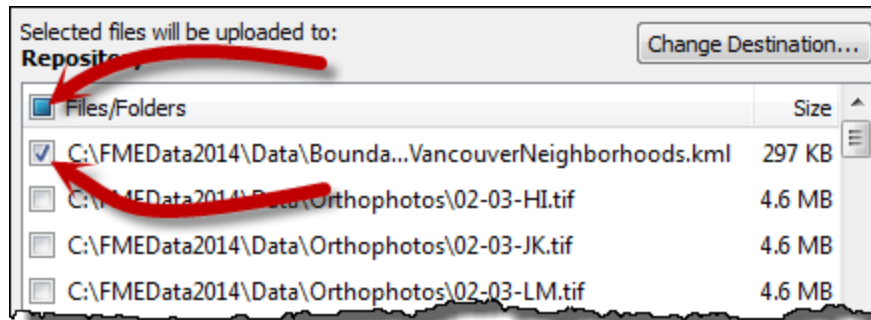 Selected files will be uploaded to:
Repository
Change Destination...
Files/Folders Size
C:\FMEData2014\Data\Bounda...VancouverNeighborhoods.kml 297 KB
C:\FMEData2014\Data\Orthophotos\02-03-HI.tif 4.6 MB
C:\FMEData2014\Data\Orthophotos\02-03-JK.tif 4.6 MB
C:\FMEData2014\Data\Orthophotos\02-03-LM.tif 4.6 MB